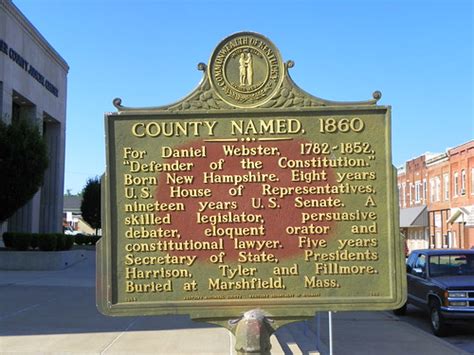 COMMONWEALTH OF KENTUCKY
COUNTY NAMED, 1860
For Daniel Webster, 1782-1852,
"Defender of the Constitution."
Born New Hampshire. Eight years
U.S. House of Representatives,
nineteen years U.S. Senate. A
skilled legislator, persuasive
debater, eloquent orator and
constitutional lawyer. Five years
Secretary of State, Presidents
Harrison, Tyler and Fillmore.
Buried at Marshfield, Mass.
COUNTY